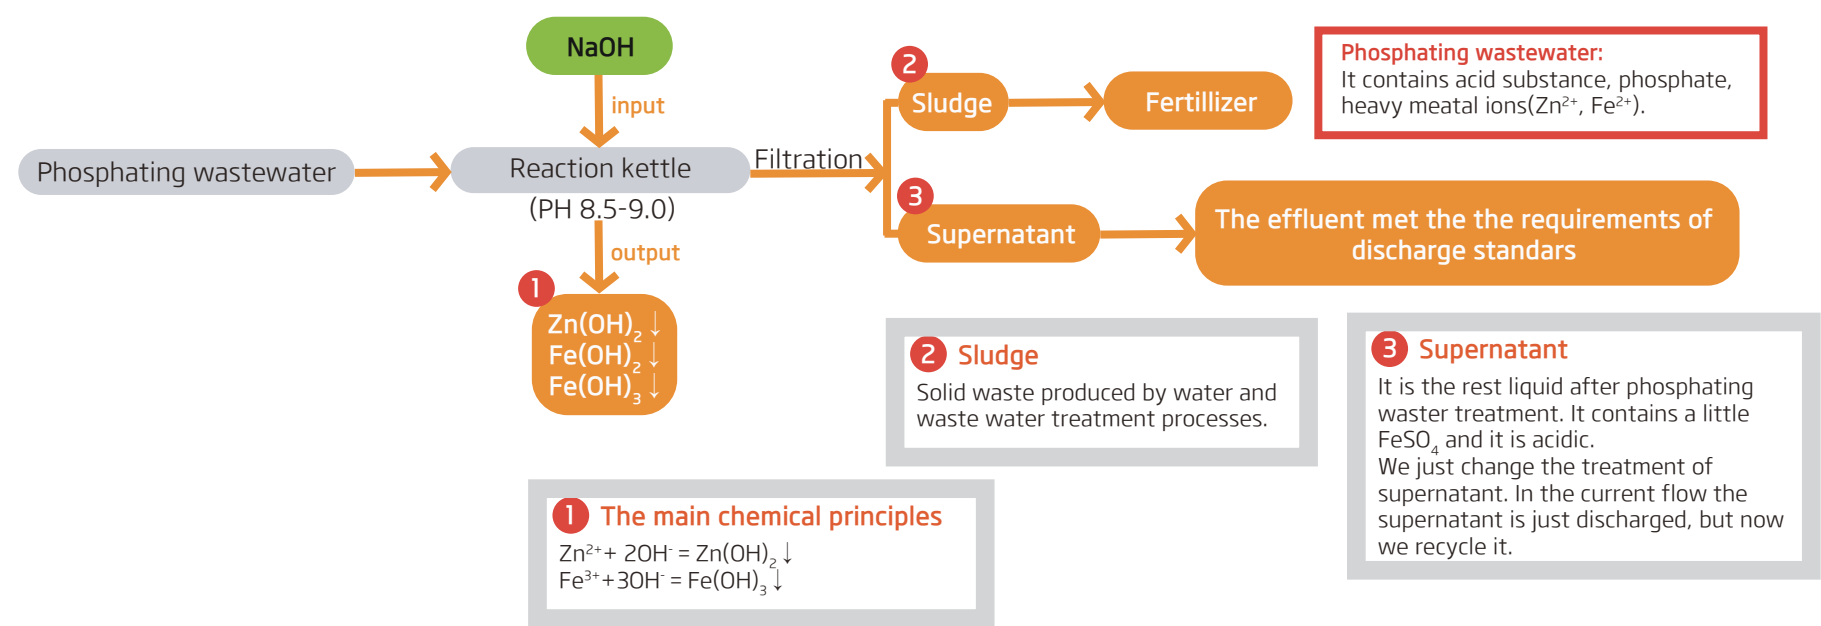 NaOH
input
Phosphating wastewater
Reaction kettle
(PH 8.5-9.0)
output
1
Zn(OH)₂ ↓
Fe(OH)₂ ↓
Fe(OH)₃ ↓
Filtration
2
Sludge
Fertillizer
3
Supernatant
The effluent met the the requirements of
discharge standars
Phosphating wastewater:
It contains acid substance, phosphate,
heavy meatal ions(Zn²⁺, Fe²⁺).
1 The main chemical principles
Zn²⁺+ 2OH⁻ = Zn(OH)₂↓
Fe³⁺+3OH⁻ = Fe(OH)₃↓
2 Sludge
Solid waste produced by water and
waste water treatment processes.
3 Supernatant
It is the rest liquid after phosphating
waster treatment. It contains a little
FeSO₄ and it is acidic.
We just change the treatment of
supernatant. In the current flow the
supernatant is just discharged, but now
we recycle it.